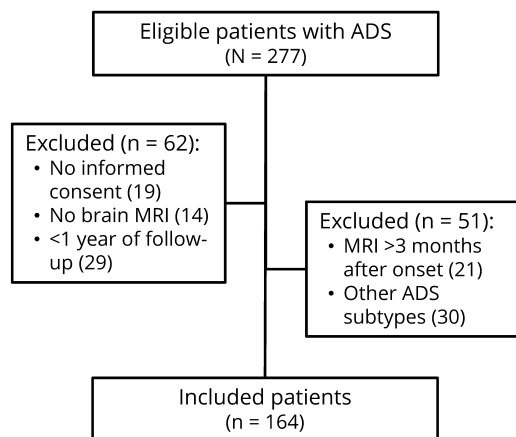 Eligible patients with ADS
(N = 277)
Excluded (n = 62):
• No informed
consent (19)
• No brain MRI (14)
• <1 year of follow-
up (29)
Excluded (n = 51):
• MRI >3 months
after onset (21)
• Other ADS
subtypes (30)
Included patients
(n = 164)